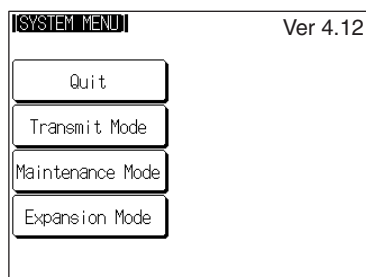 [SYSTEM MENU]
Ver 4.12
Quit
Transmit Mode
Maintenance Mode
Expansion Mode